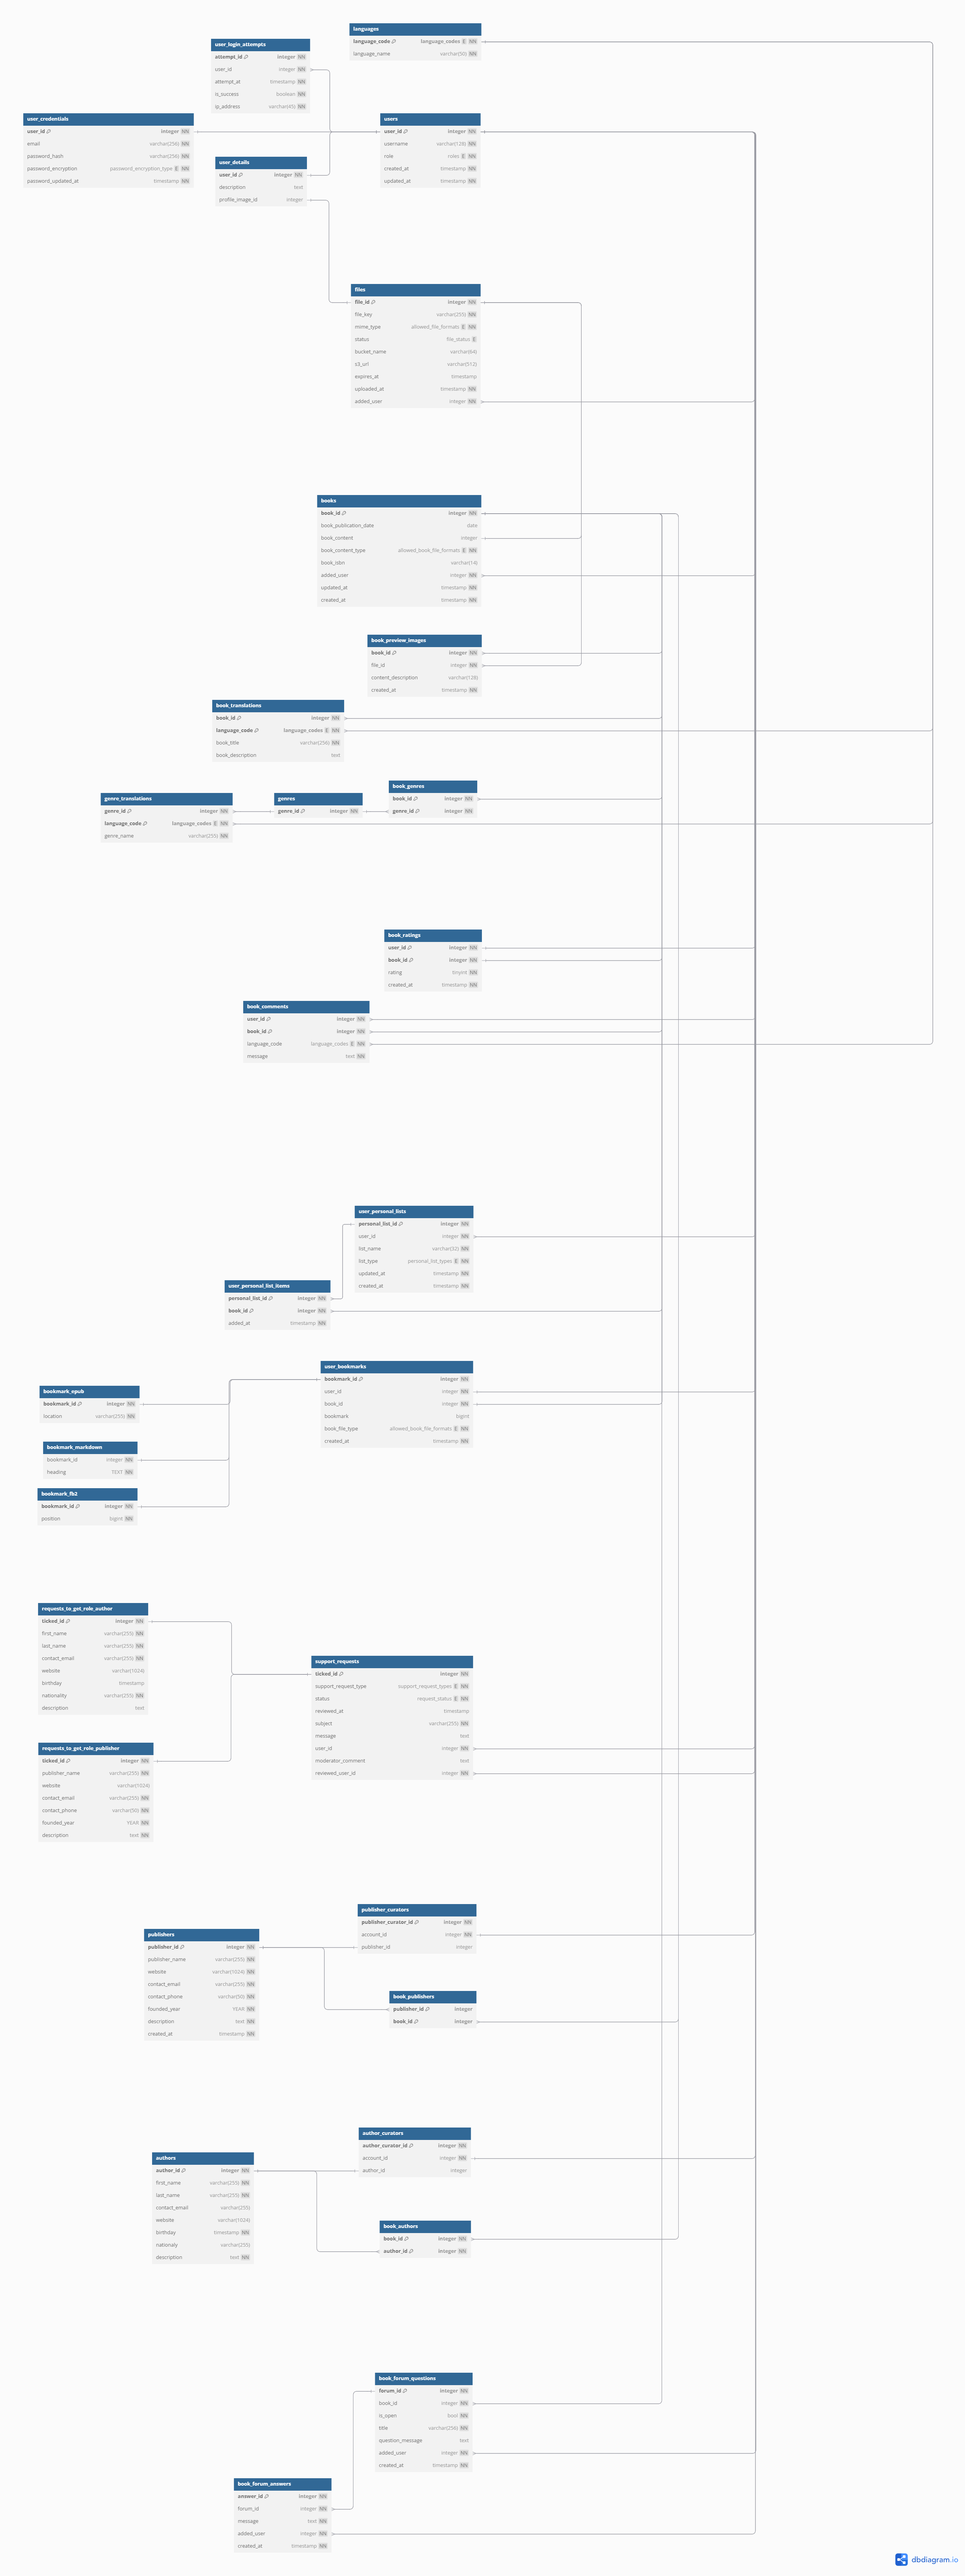 languages
language_code language_codes E NN
language_name varchar(50) NN
user_login_attempts
attempt_id integer NN
user_id integer NN
attempt_at timestamp NN
is_success boolean NN
ip_address varchar(45) NN
user_credentials
user_id integer NN
email varchar(256) NN
password_hash varchar(256) NN
password_encryption password_encryption_type E NN
password_updated_at timestamp NN
users
user_id integer NN
username varchar(128) NN
role roles E NN
created_at timestamp NN
updated_at timestamp NN
user_details
user_id integer NN
description text
profile_image_id integer
files
file_id integer NN
file_key varchar(255) NN
mime_type allowed_file_formats E NN
status file_status E
bucket_name varchar(64)
s3_url varchar(512)
expires_at timestamp
uploaded_at timestamp NN
added_user integer NN
books
book_id integer NN
book_publication_date date
book_content integer
book_content_type allowed_book_file_formats E NN
book_isbn varchar(14)
added_user integer NN
updated_at timestamp NN
created_at timestamp NN
book_preview_images
book_id integer NN
file_id integer NN
content_description varchar(128)
created_at timestamp NN
book_translations
book_id integer NN
language_code language_codes E NN
book_title varchar(256) NN
book_description text
book_genres
book_id integer NN
genre_id integer NN
genre_translations
genre_id integer NN
language_code language_codes E NN
genre_name varchar(255) NN
genres
genre_id integer NN
book_ratings
user_id integer NN
book_id integer NN
rating tinyint NN
created_at timestamp NN
book_comments
user_id integer NN
book_id integer NN
language_code language_codes E NN
message text NN
user_personal_lists
personal_list_id integer NN
user_id integer NN
list_name varchar(32) NN
list_type personal_list_types E NN
updated_at timestamp NN
created_at timestamp NN
user_personal_list_items
personal_list_id integer NN
book_id integer NN
added_at timestamp NN
user_bookmarks
bookmark_id integer NN
user_id integer NN
book_id integer NN
bookmark bigint
book_file_type allowed_book_file_formats E NN
created_at timestamp NN
bookmark_epub
bookmark_id integer NN
location varchar(255) NN
bookmark_markdown
bookmark_id integer NN
heading TEXT NN
bookmark_fb2
bookmark_id integer NN
position bigint NN
requests_to_get_role_author
ticked_id integer NN
first_name varchar(255) NN
last_name varchar(255) NN
contact_email varchar(255) NN
website varchar(1024)
birthday timestamp
nationality varchar(255) NN
description text
support_requests
ticked_id integer NN
support_request_type support_request_types E NN
status request_status E NN
reviewed_at timestamp
subject varchar(255) NN
message text
user_id integer NN
moderator_comment text
reviewed_user_id integer NN
requests_to_get_role_publisher
ticked_id integer NN
publisher_name varchar(255) NN
website varchar(1024)
contact_email varchar(255) NN
contact_phone varchar(50) NN
founded_year YEAR NN
description text NN
publisher_curators
publisher_curator_id integer NN
account_id integer NN
publisher_id integer
publishers
publisher_id integer NN
publisher_name varchar(255) NN
website varchar(1024) NN
contact_email varchar(255) NN
contact_phone varchar(50) NN
founded_year YEAR NN
description text NN
created_at timestamp NN
book_publishers
publisher_id integer
book_id integer
author_curators
author_curator_id integer NN
account_id integer NN
author_id integer
authors
author_id integer NN
first_name varchar(255) NN
last_name varchar(255) NN
contact_email varchar(255)
website varchar(1024)
birthday timestamp NN
nationaly varchar(255)
description text NN
book_authors
book_id integer NN
author_id integer NN
book_forum_questions
forum_id integer NN
book_id integer NN
is_open bool NN
title varchar(256) NN
question_message text
added_user integer NN
created_at timestamp NN
book_forum_answers
answer_id integer NN
forum_id integer NN
message text NN
added_user integer NN
created_at timestamp NN
dbdiagram.io